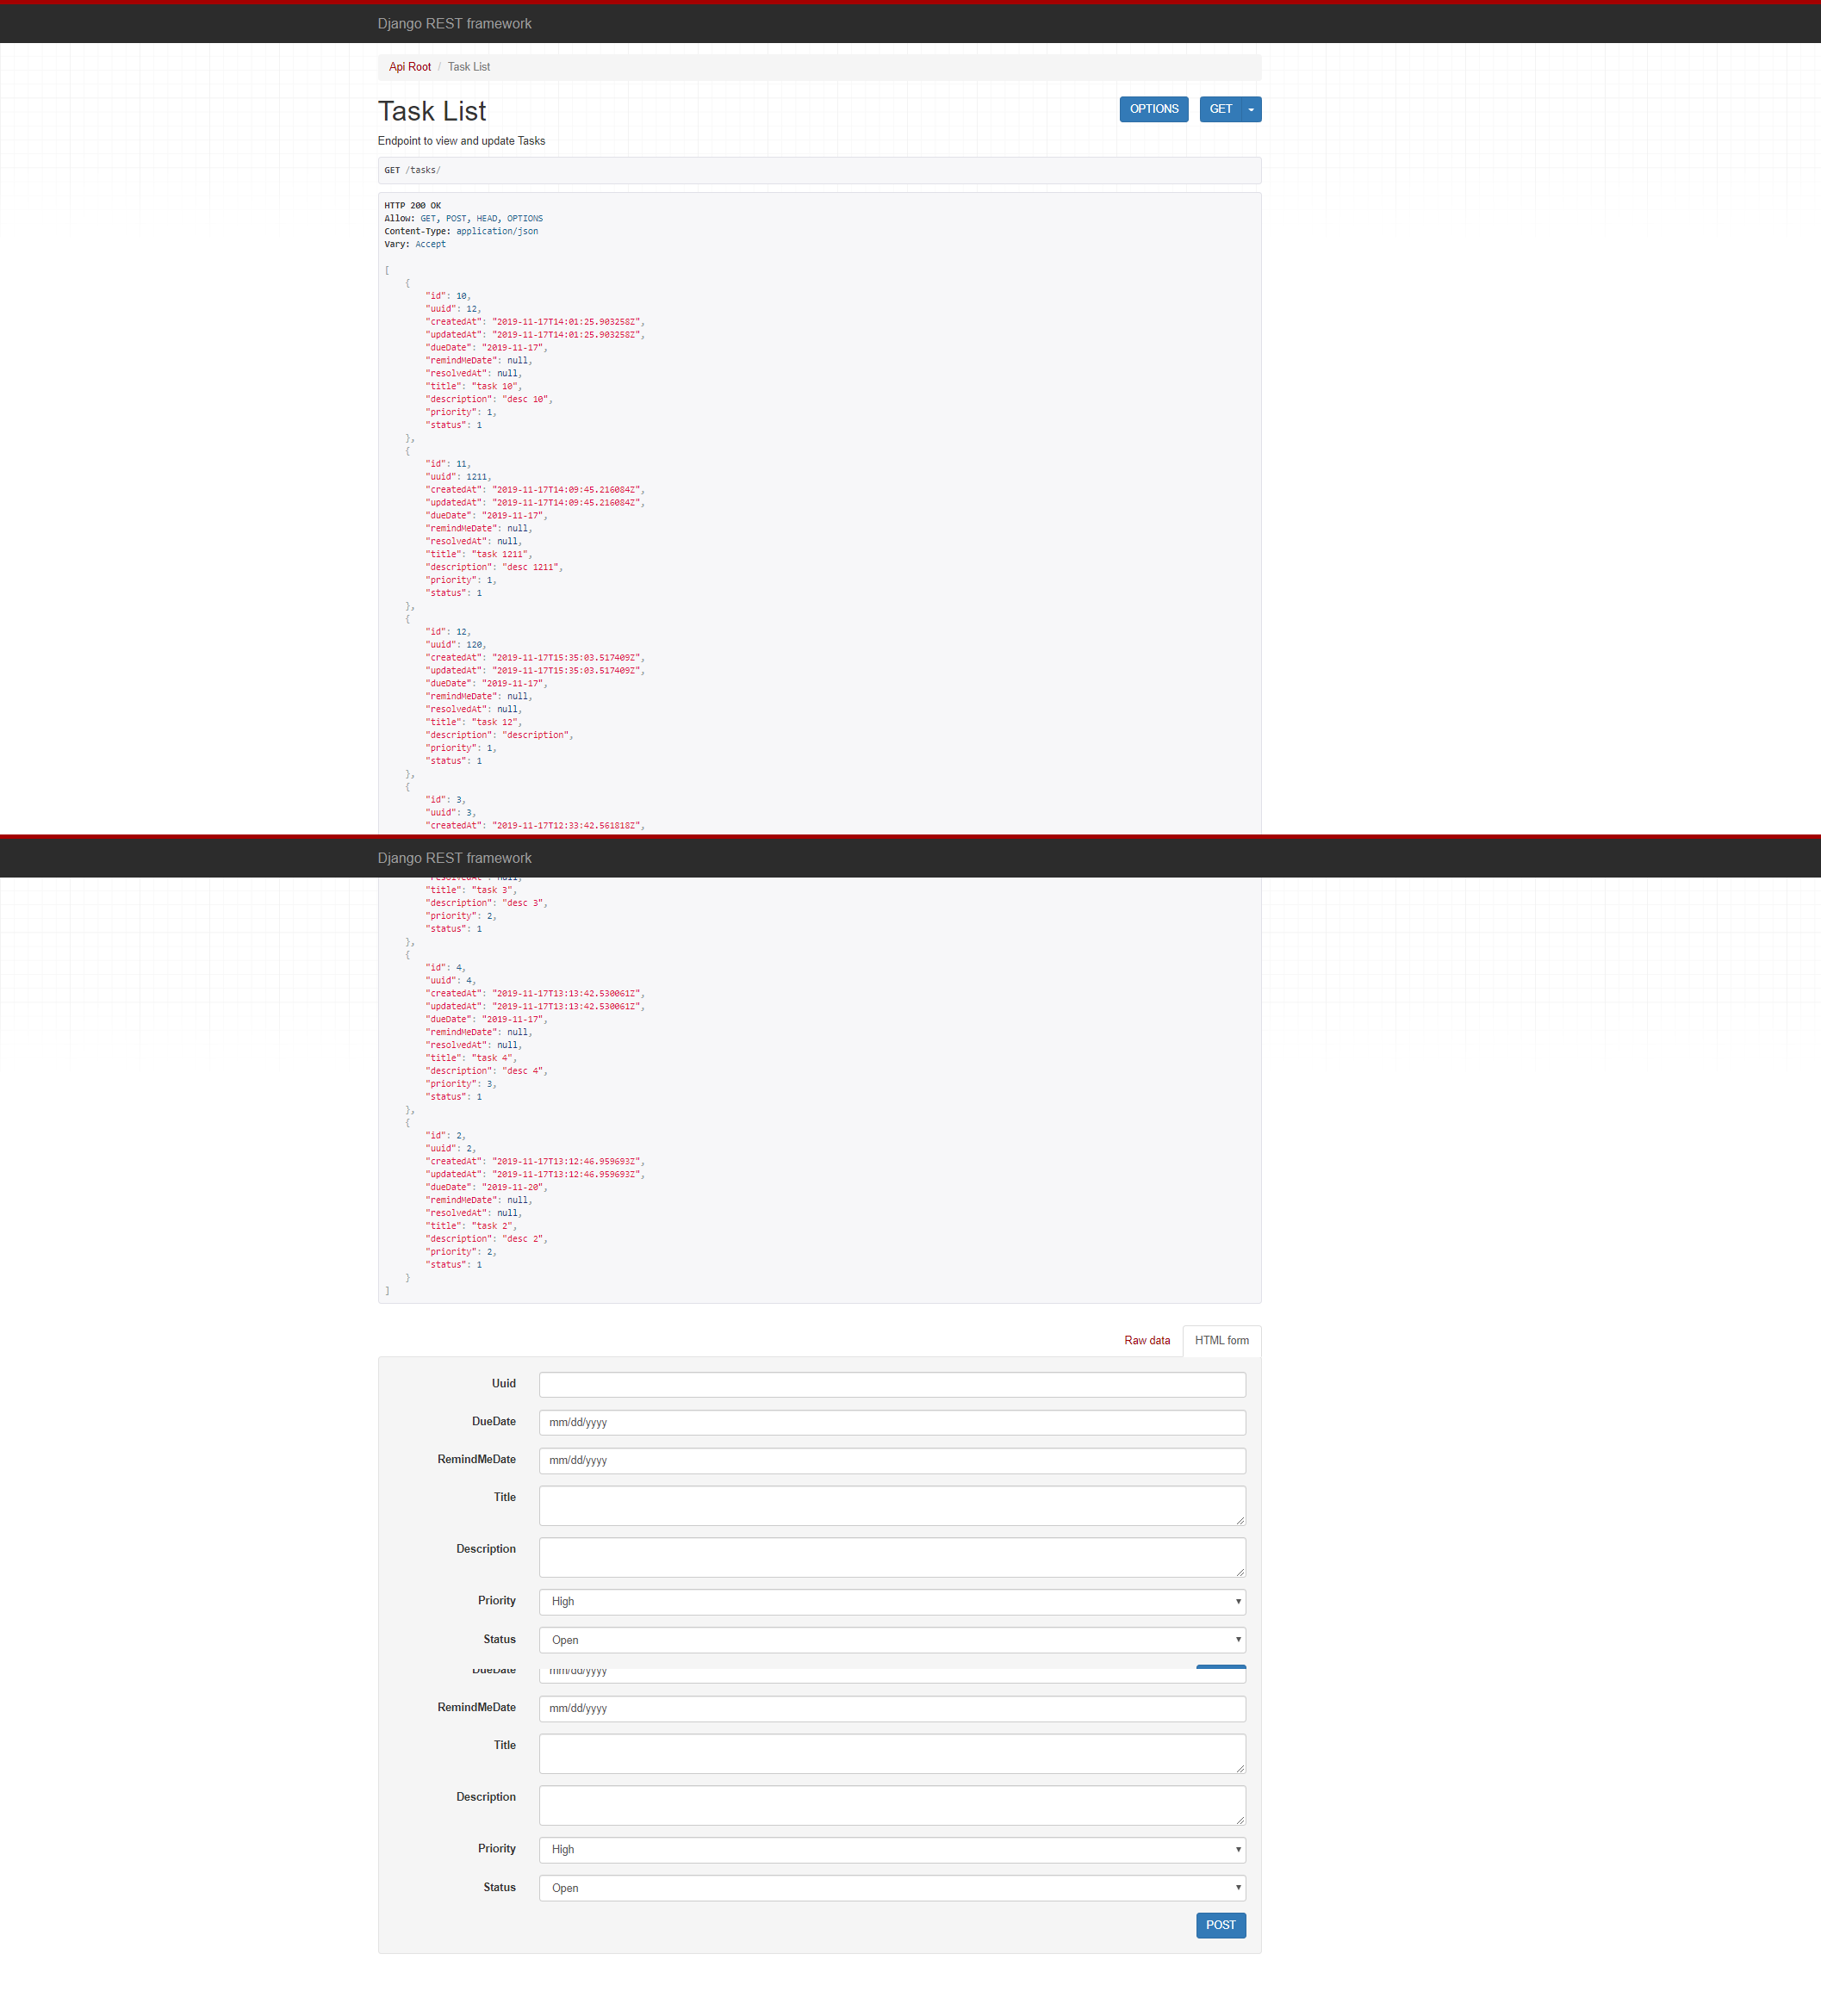 Django REST framework
Api Root / Task List
Task List
OPTIONS GET
Endpoint to view and update Tasks
GET /tasks/
HTTP 200 OK
Allow: GET, POST, HEAD, OPTIONS
Content-Type: application/json
Vary: Accept
[
{
"id": 10,
"uuid": 12,
"createdAt": "2019-11-17T14:01:25.903258Z",
"updatedAt": "2019-11-17T14:01:25.903258Z",
"dueDate": "2019-11-17",
"remindMeDate": null,
"resolvedAt": null,
"title": "task 10",
"description": "desc 10",
"priority": 1,
"status": 1
},
{
"id": 11,
"uuid": 1211,
"createdAt": "2019-11-17T14:09:45.216084Z",
"updatedAt": "2019-11-17T14:09:45.216084Z",
"dueDate": "2019-11-17",
"remindMeDate": null,
"resolvedAt": null,
"title": "task 1211",
"description": "desc 1211",
"priority": 1,
"status": 1
},
{
"id": 12,
"uuid": 120,
"createdAt": "2019-11-17T15:35:03.517409Z",
"updatedAt": "2019-11-17T15:35:03.517409Z",
"dueDate": "2019-11-17",
"remindMeDate": null,
"resolvedAt": null,
"title": "task 12",
"description": "description",
"priority": 1,
"status": 1
},
{
"id": 3,
"uuid": 3,
"createdAt": "2019-11-17T12:33:42.561818Z",
Django REST framework
"resolvedAt": null,
"title": "task 3",
"description": "desc 3",
"priority": 2,
"status": 1
},
{
"id": 4,
"uuid": 4,
"createdAt": "2019-11-17T13:13:42.530061Z",
"updatedAt": "2019-11-17T13:13:42.530061Z",
"dueDate": "2019-11-17",
"remindMeDate": null,
"resolvedAt": null,
"title": "task 4",
"description": "desc 4",
"priority": 3,
"status": 1
},
{
"id": 2,
"uuid": 2,
"createdAt": "2019-11-17T13:12:46.959693Z",
"updatedAt": "2019-11-17T13:12:46.959693Z",
"dueDate": "2019-11-20",
"remindMeDate": null,
"resolvedAt": null,
"title": "task 2",
"description": "desc 2",
"priority": 2,
"status": 1
}
]
Raw data HTML form
Uuid
DueDate mm/dd/yyyy
RemindMeDate mm/dd/yyyy
Title
Description
Priority High
Status Open
DueDate mm/dd/yyyy
RemindMeDate mm/dd/yyyy
Title
Description
Priority High
Status Open
POST